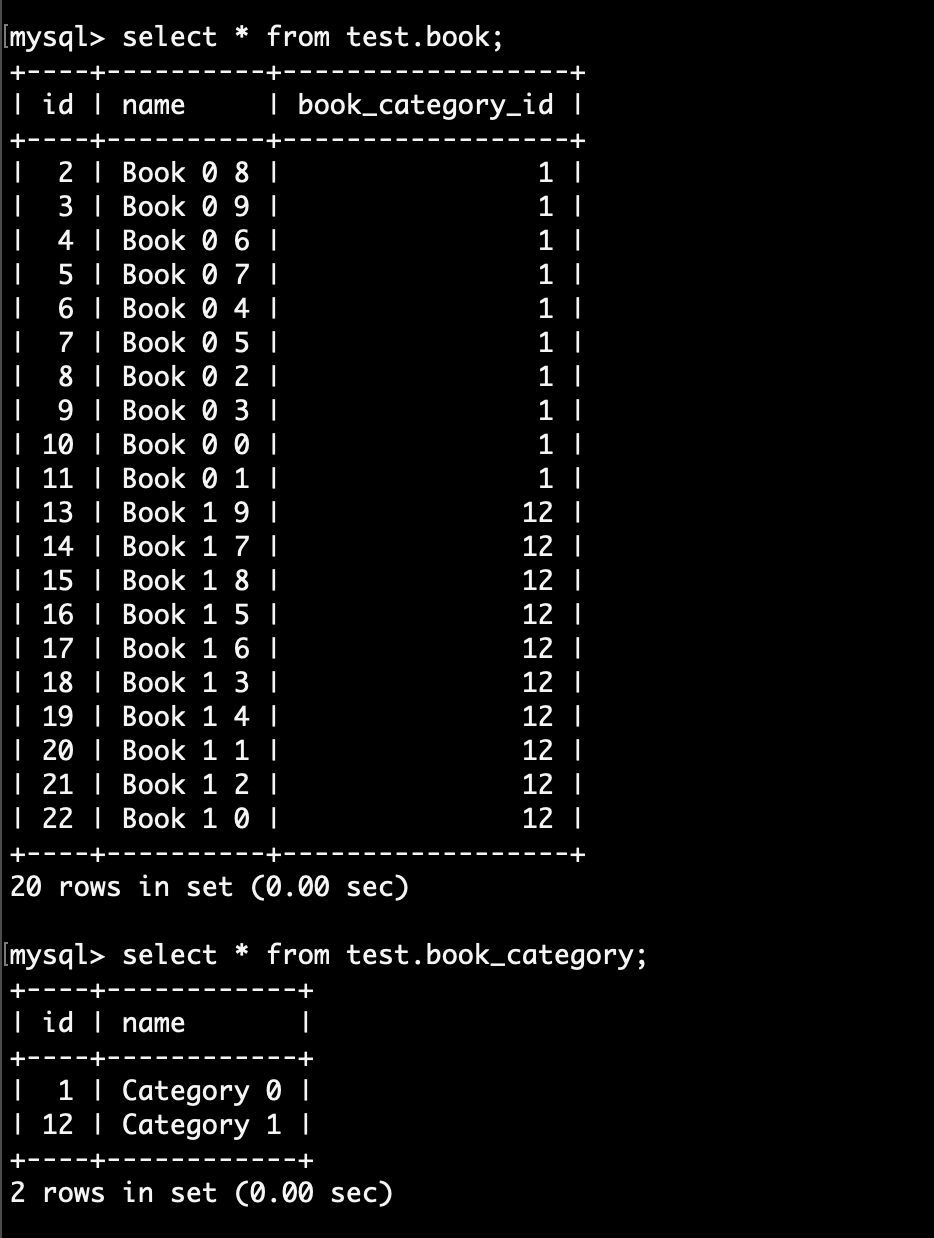 [mysql> select * from test.book;
+----+----------+------------------+
| id | name     | book_category_id |
+----+----------+------------------+
|  2 | Book 0 8 |                1 |
|  3 | Book 0 9 |                1 |
|  4 | Book 0 6 |                1 |
|  5 | Book 0 7 |                1 |
|  6 | Book 0 4 |                1 |
|  7 | Book 0 5 |                1 |
|  8 | Book 0 2 |                1 |
|  9 | Book 0 3 |                1 |
| 10 | Book 0 0 |                1 |
| 11 | Book 0 1 |                1 |
| 13 | Book 1 9 |               12 |
| 14 | Book 1 7 |               12 |
| 15 | Book 1 8 |               12 |
| 16 | Book 1 5 |               12 |
| 17 | Book 1 6 |               12 |
| 18 | Book 1 3 |               12 |
| 19 | Book 1 4 |               12 |
| 20 | Book 1 1 |               12 |
| 21 | Book 1 2 |               12 |
| 22 | Book 1 0 |               12 |
+----+----------+------------------+
20 rows in set (0.00 sec)

[mysql> select * from test.book_category;
+----+------------+
| id | name       |
+----+------------+
|  1 | Category 0 |
| 12 | Category 1 |
+----+------------+
2 rows in set (0.00 sec)